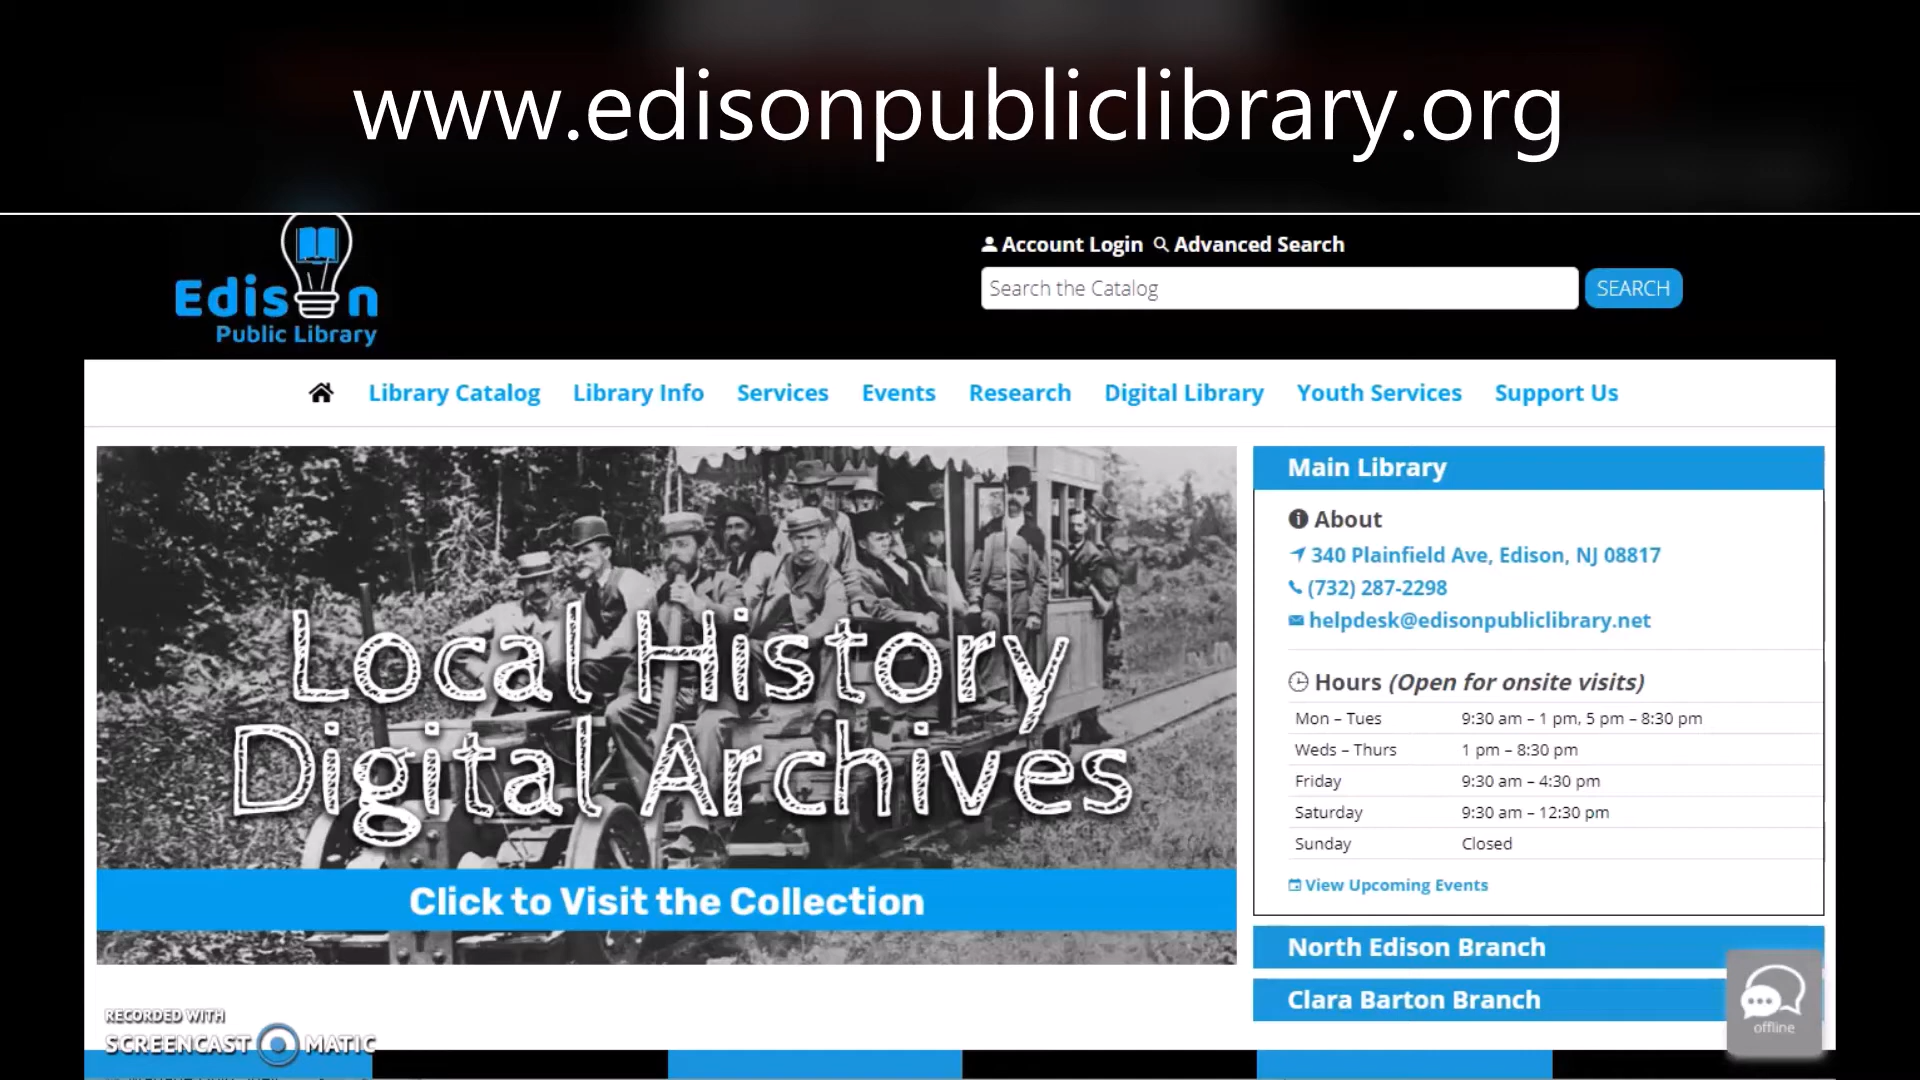 www.edisonpubliclibrary.org
Edison
Public Library
Account Login Advanced Search
Search the Catalog
SEARCH
Library Catalog Library Info Services Events Research Digital Library Youth Services Support Us
Local History
Digital Archives
Click to Visit the Collection
Main Library
About
340 Plainfield Ave, Edison, NJ 08817
(732) 287-2298
helpdesk@edisonpubliclibrary.net
Hours (Open for onsite visits)
Mon – Tues 9:30 am – 1 pm, 5 pm – 8:30 pm
Weds – Thurs 1 pm – 8:30 pm
Friday 9:30 am – 4:30 pm
Saturday 9:30 am – 12:30 pm
Sunday Closed
View Upcoming Events
North Edison Branch
Clara Barton Branch
offline
RECORDED WITH
SCREENCAST MATIC